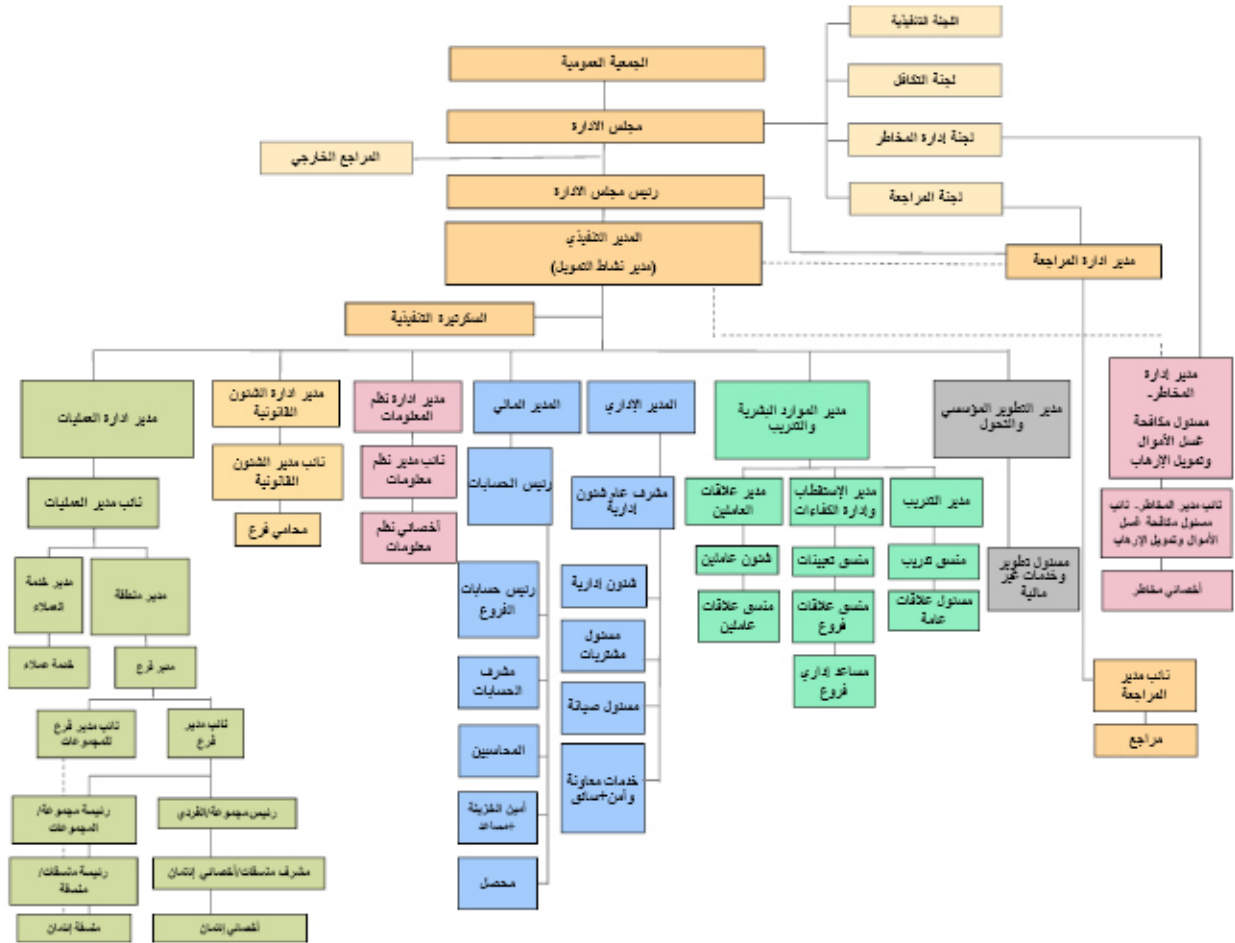 اللجنة التنفيذية
الجمعية العمومية
لجنة التكافل
مجلس الادارة
لجنة إدارة المخاطر
المراجع الخارجي
رئيس مجلس الادارة
لجنة المراجعة
المدير التنفيذي
(مدير نشاط التمويل)
مدير ادارة المراجعة
السكرتيرة التنفيذية
مدير ادارة العمليات
مدير ادارة الشئون
القانونية
مدير ادارة نظم
المعلومات
المدير المالي
المدير الإداري
مدير الموارد البشرية
والتدريب
مدير التطوير المؤسسي
والتحول
مدير إدارة
المخاطر-
مسئول مكافحة
غسل الأموال
وتمويل الإرهاب
نائب مدير العمليات
نائب مدير الشئون
القانونية
نائب مدير نظم
معلومات
رئيس الحسابات
مشرف عام شئون
إدارية
مدير علاقات
العاملين
مدير الإستقطاب
وإدارة الكفاءات
مدير التدريب
نائب مدير المخاطر- نائب
مسئول مكافحة غسل
الأموال وتمويل الإرهاب
محامي فرع
أخصائي نظم
معلومات
مدير خدمة
العملاء
مدير منطقة
رئيس حسابات
الفروع
شئون إدارية
شئون عاملين
منسق تعيينات
منسق تدريب
مسئول تطوير
وخدمات غير
مالية
أخصائي مخاطر
خدمة عملاء
مدير فرع
مشرف
الحسابات
مسئول
مشتريات
منسق علاقات
عاملين
منسق علاقات
فروع
مسئول علاقات
عامة
مساعد إداري
فروع
نائب مدير
المراجعة
نائب مدير فرع
للمجموعات
نائب مدير
فرع
المحاسبين
مسئول صيانة
مراجع
رئيسة مجموعة/
المجموعات
رئيس مجموعة/الفردي
أمين الخزينة
+مساعد
خدمات معاونة
وأمن+سائق
رئيسة منسقات/
منسقة
مشرف منسقات/أخصائي إئتمان
محصل
منسقة إئتمان
أخصائي إئتمان